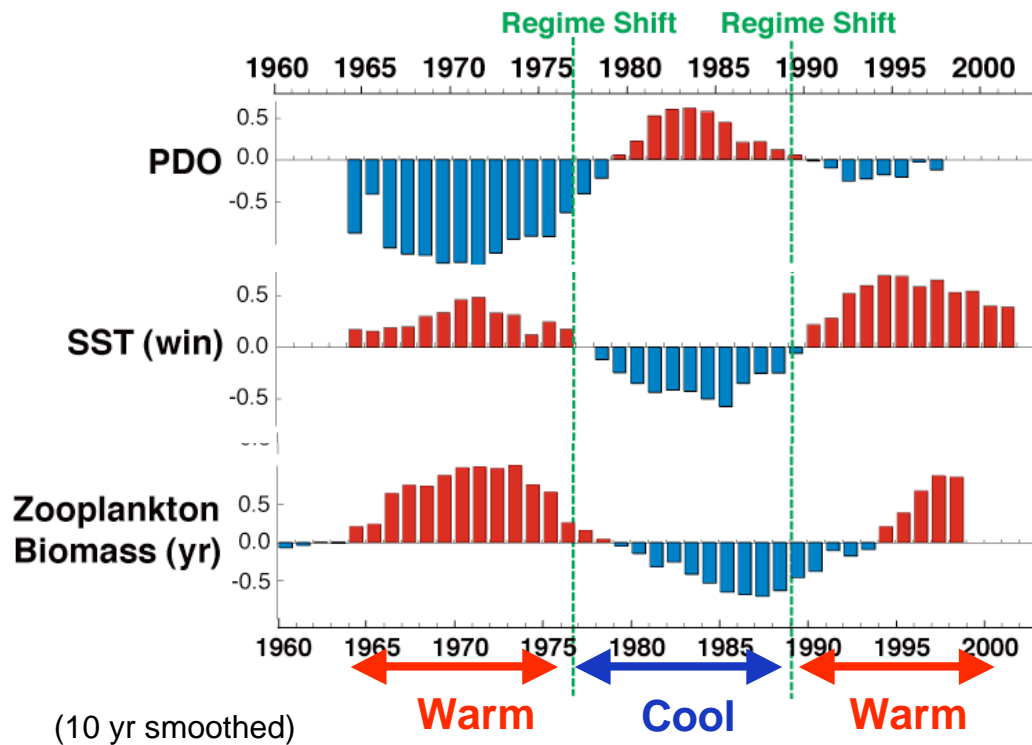 Regime Shift Regime Shift
1960 1965 1970 1975 1980 1985 1990 1995 2000
0.5
PDO 0.0
-0.5
0.5
SST (win) 0.0
-0.5
0.5
Zooplankton
Biomass (yr) 0.0
-0.5
1960 1965 1970 1975 1980 1985 1990 1995 2000
Warm Cool Warm
(10 yr smoothed)